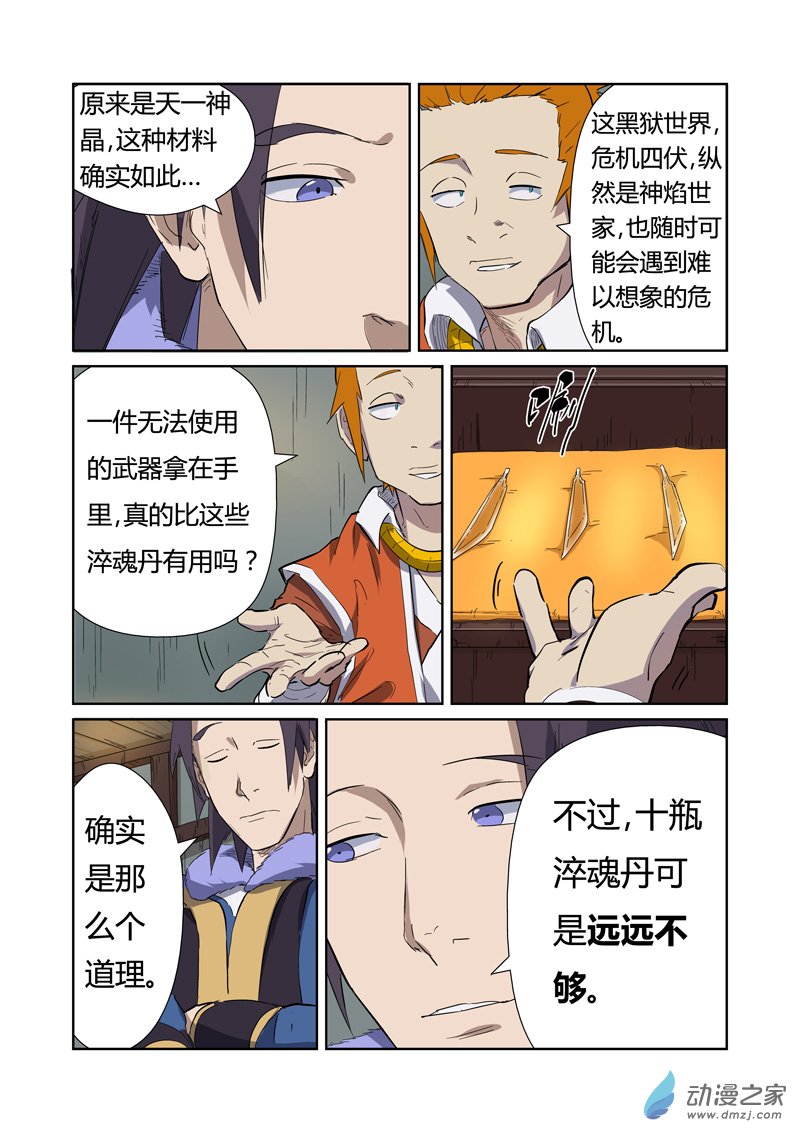 原来是天一神
晶，这种材料
确实如此…
这黑狱世界，
危机四伏，纵
然是神焰世
家，也随时可
能会遇到难
以想象的危
机。
一件无法使用
的武器拿在手
里，真的比这些
淬魂丹有用吗？
唰
确实
是那
么个
道理。
不过，十瓶
淬魂丹可
是远远不
够。
动漫之家
www.dmzj.com